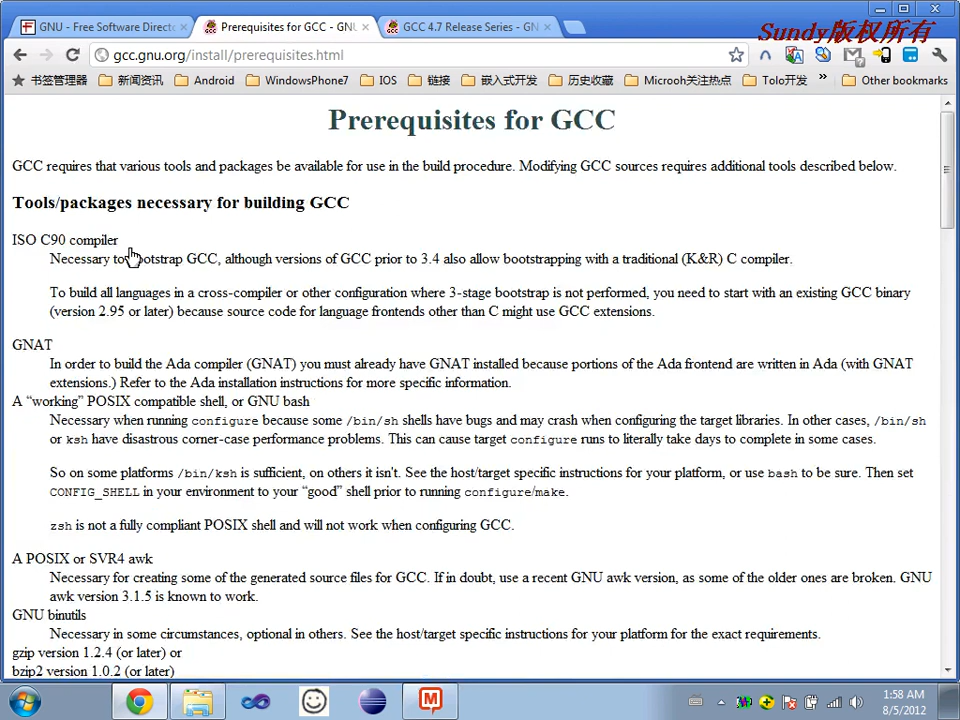 GNU - Free Software Direct
Prerequisites for GCC - GNU
GCC 4.7 Release Series - GN
Sundy版权所有
gcc.gnu.org/install/prerequisites.html
书签管理器 新闻资讯 Android WindowsPhone7 IOS 链接 嵌入式开发 历史收藏 Microoh关注热点 Tolo开发 » Other bookmarks
Prerequisites for GCC
GCC requires that various tools and packages be available for use in the build procedure. Modifying GCC sources requires additional tools described below.
Tools/packages necessary for building GCC
ISO C90 compiler
Necessary to bootstrap GCC, although versions of GCC prior to 3.4 also allow bootstrapping with a traditional (K&R) C compiler.
To build all languages in a cross-compiler or other configuration where 3-stage bootstrap is not performed, you need to start with an existing GCC binary
(version 2.95 or later) because source code for language frontends other than C might use GCC extensions.
GNAT
In order to build the Ada compiler (GNAT) you must already have GNAT installed because portions of the Ada frontend are written in Ada (with GNAT
extensions.) Refer to the Ada installation instructions for more specific information.
A “working” POSIX compatible shell, or GNU bash
Necessary when running configure because some /bin/sh shells have bugs and may crash when configuring the target libraries. In other cases, /bin/sh
or ksh have disastrous corner-case performance problems. This can cause target configure runs to literally take days to complete in some cases.
So on some platforms /bin/ksh is sufficient, on others it isn't. See the host/target specific instructions for your platform, or use bash to be sure. Then set
CONFIG_SHELL in your environment to your “good” shell prior to running configure/make.
zsh is not a fully compliant POSIX shell and will not work when configuring GCC.
A POSIX or SVR4 awk
Necessary for creating some of the generated source files for GCC. If in doubt, use a recent GNU awk version, as some of the older ones are broken. GNU
awk version 3.1.5 is known to work.
GNU binutils
Necessary in some circumstances, optional in others. See the host/target specific instructions for your platform for the exact requirements.
gzip version 1.2.4 (or later) or
bzip2 version 1.0.2 (or later)
1:58 AM
8/5/2012